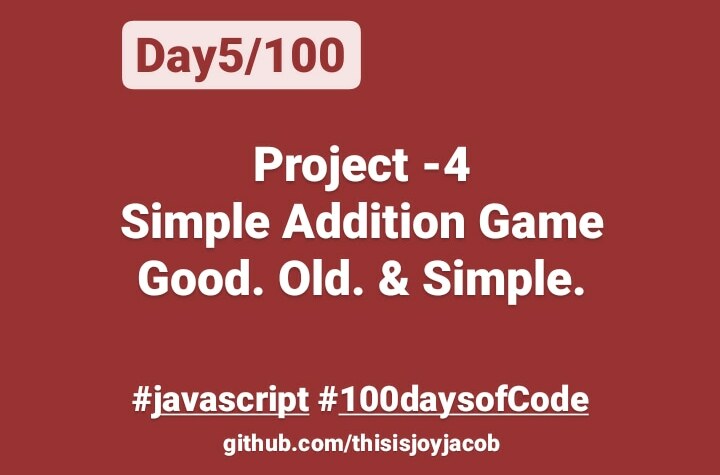 Day5/100
Project -4
Simple Addition Game
Good. Old. & Simple.
#javascript #100daysofCode
github.com/thisisjoyjacob